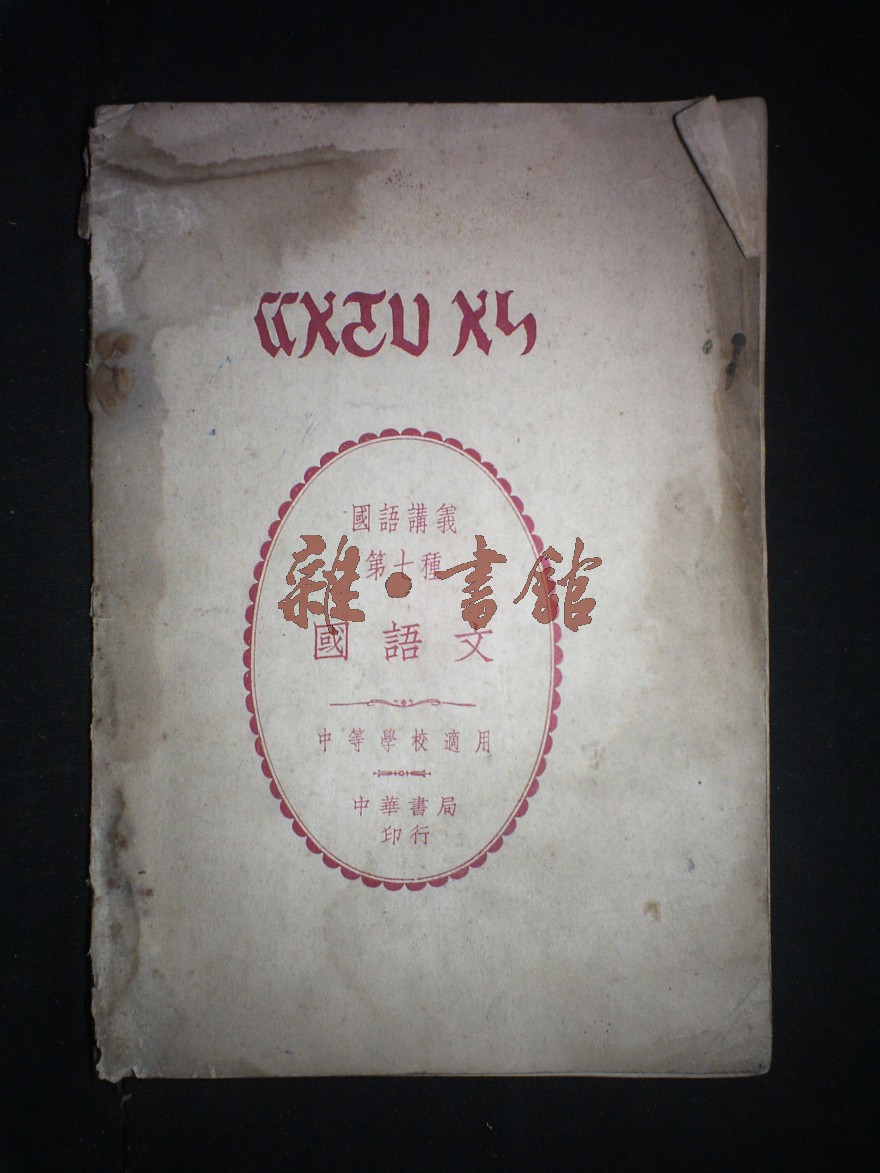 ㄍㄨㄛㄩ ㄨㄣ
國語講義
第十種
雜·書館
國語文
中等學校適用
中華書局
印行